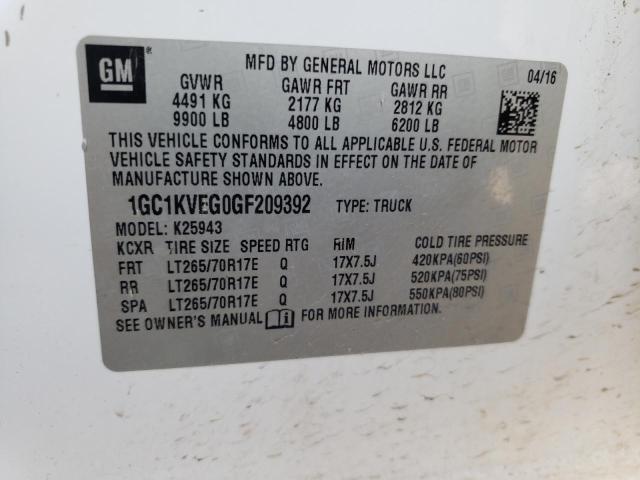 GM
MFD BY GENERAL MOTORS LLC
04/16
GVWR GAWR FRT GAWR RR
4491 KG 2177 KG 2812 KG
9900 LB 4800 LB 6200 LB
THIS VEHICLE CONFORMS TO ALL APPLICABLE U.S. FEDERAL MOTOR
VEHICLE SAFETY STANDARDS IN EFFECT ON THE DATE OF
MANUFACTURE SHOWN ABOVE.
1GC1KVEG0GF209392 TYPE: TRUCK
MODEL: K25943
KCXR TIRE SIZE SPEED RTG RIM COLD TIRE PRESSURE
FRT LT265/70R17E Q 17X7.5J 420KPA(60PSI)
RR LT265/70R17E Q 17X7.5J 520KPA(75PSI)
SPA LT265/70R17E Q 17X7.5J 550KPA(80PSI)
SEE OWNER'S MANUAL i FOR MORE INFORMATION.